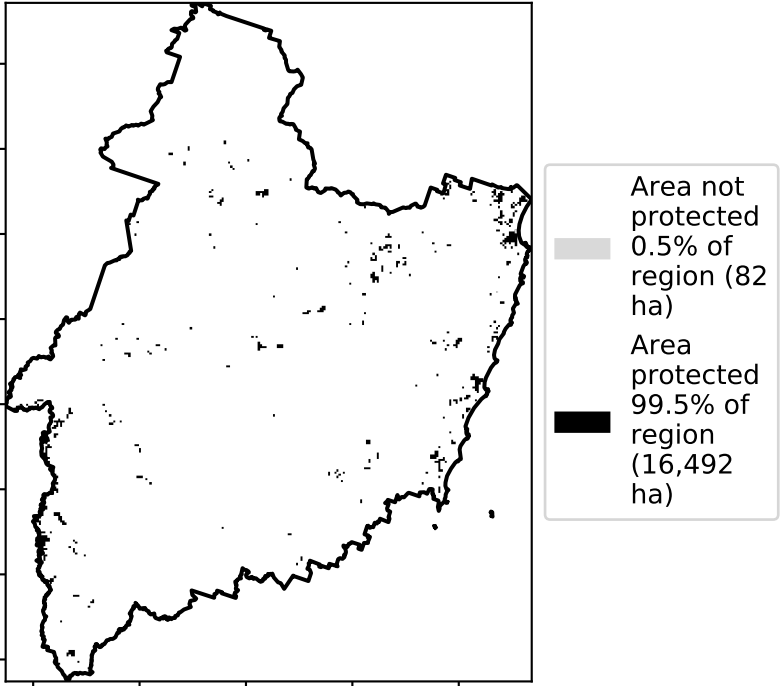 Area not
protected
0.5% of
region (82
ha)
Area
protected
99.5% of
region
(16,492
ha)